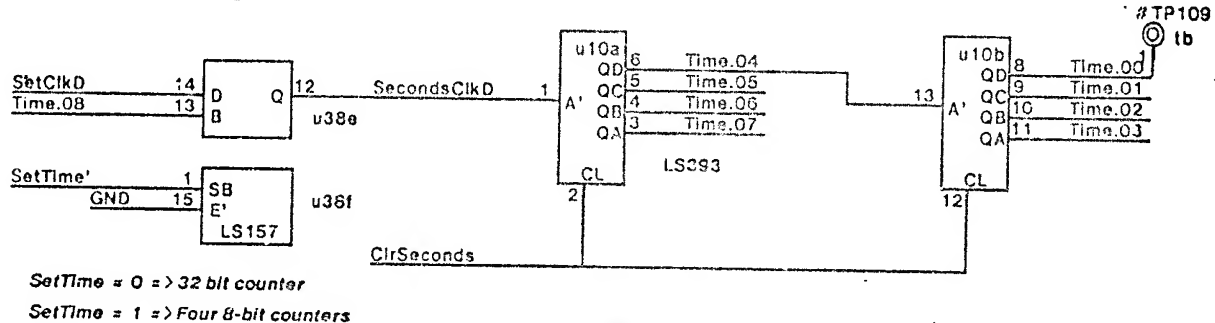 # TP109
tb
1
SetClkD 14 D Q 12 SecondsClkD 1 A'
Time.08 13 B
u38e
u10a
QD 6 Time.04
QC 5 Time.05
QB 4 Time.06
QA 3 Time.07
CL
2
LS393
13 A'
u10b
QD 8 Time.00
QC 9 Time.01
QB 10 Time.02
QA 11 Time.03
CL
12
SetTime' 1 SB
GND 15 E'
LS157
u38f
ClrSeconds
SetTime = 0 => 32 bit counter
SetTime = 1 => Four 8-bit counters